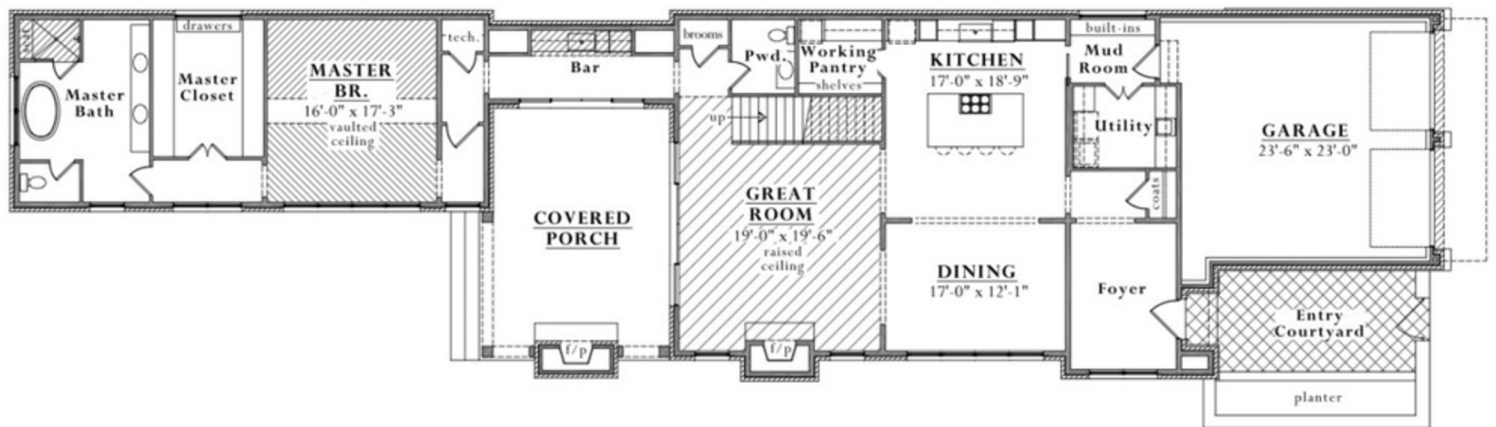 seat
Master
Bath
drawers
Master
Closet
MASTER
BR.
16'-0" x 17'-3"
vaulted
ceiling
tech.
Bar
COVERED
PORCH
f/p
brooms
Pwd.
Working
Pantry
shelves
up
GREAT
ROOM
19'-0" x 19'-6"
raised
ceiling
f/p
KITCHEN
17'-0" x 18'-9"
DINING
17'-0" x 12'-1"
built-ins
Mud
Room
Utility
coats
Foyer
GARAGE
23'-6" x 23'-0"
Entry
Courtyard
planter